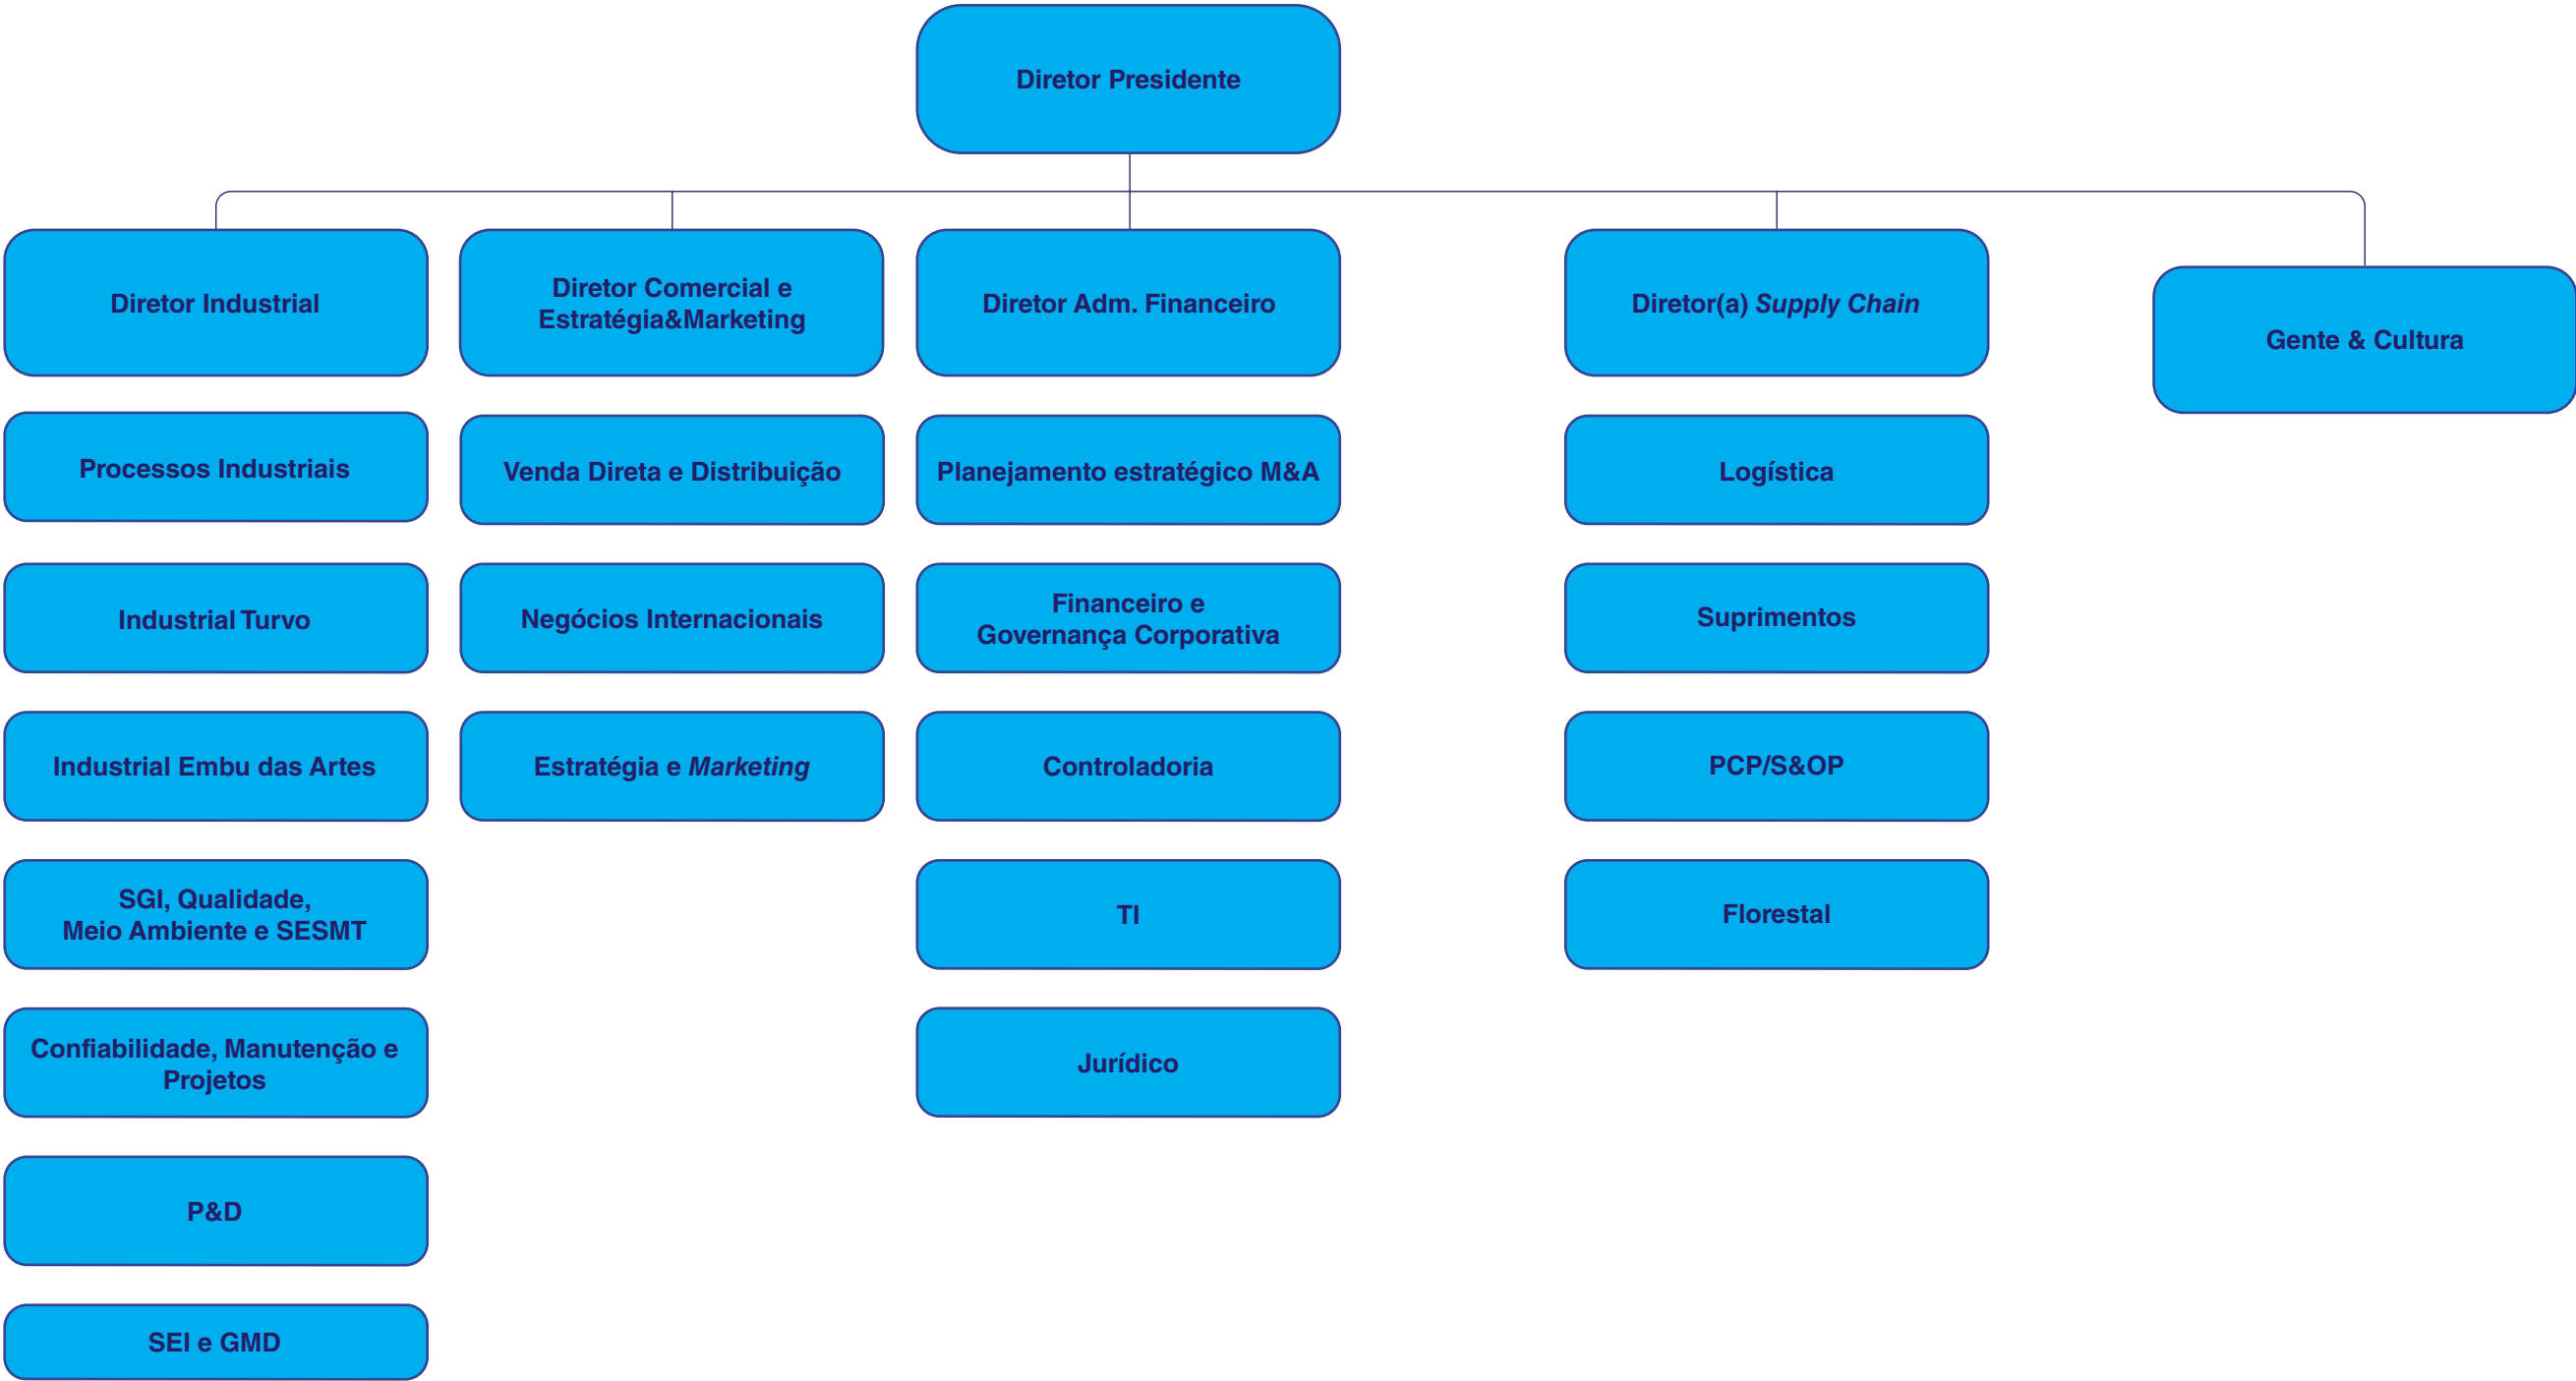 Diretor Presidente
Diretor Industrial
Processos Industriais
Industrial Turvo
Industrial Embu das Artes
SGI, Qualidade,
Meio Ambiente e SESMT
Confiabilidade, Manutenção e
Projetos
P&D
SEI e GMD
Diretor Comercial e
Estratégia&Marketing
Venda Direta e Distribuição
Negócios Internacionais
Estratégia e Marketing
Diretor Adm. Financeiro
Planejamento estratégico M&A
Financeiro e
Governança Corporativa
Controladoria
TI
Jurídico
Diretor(a) Supply Chain
Logística
Suprimentos
PCP/S&OP
Florestal
Gente & Cultura